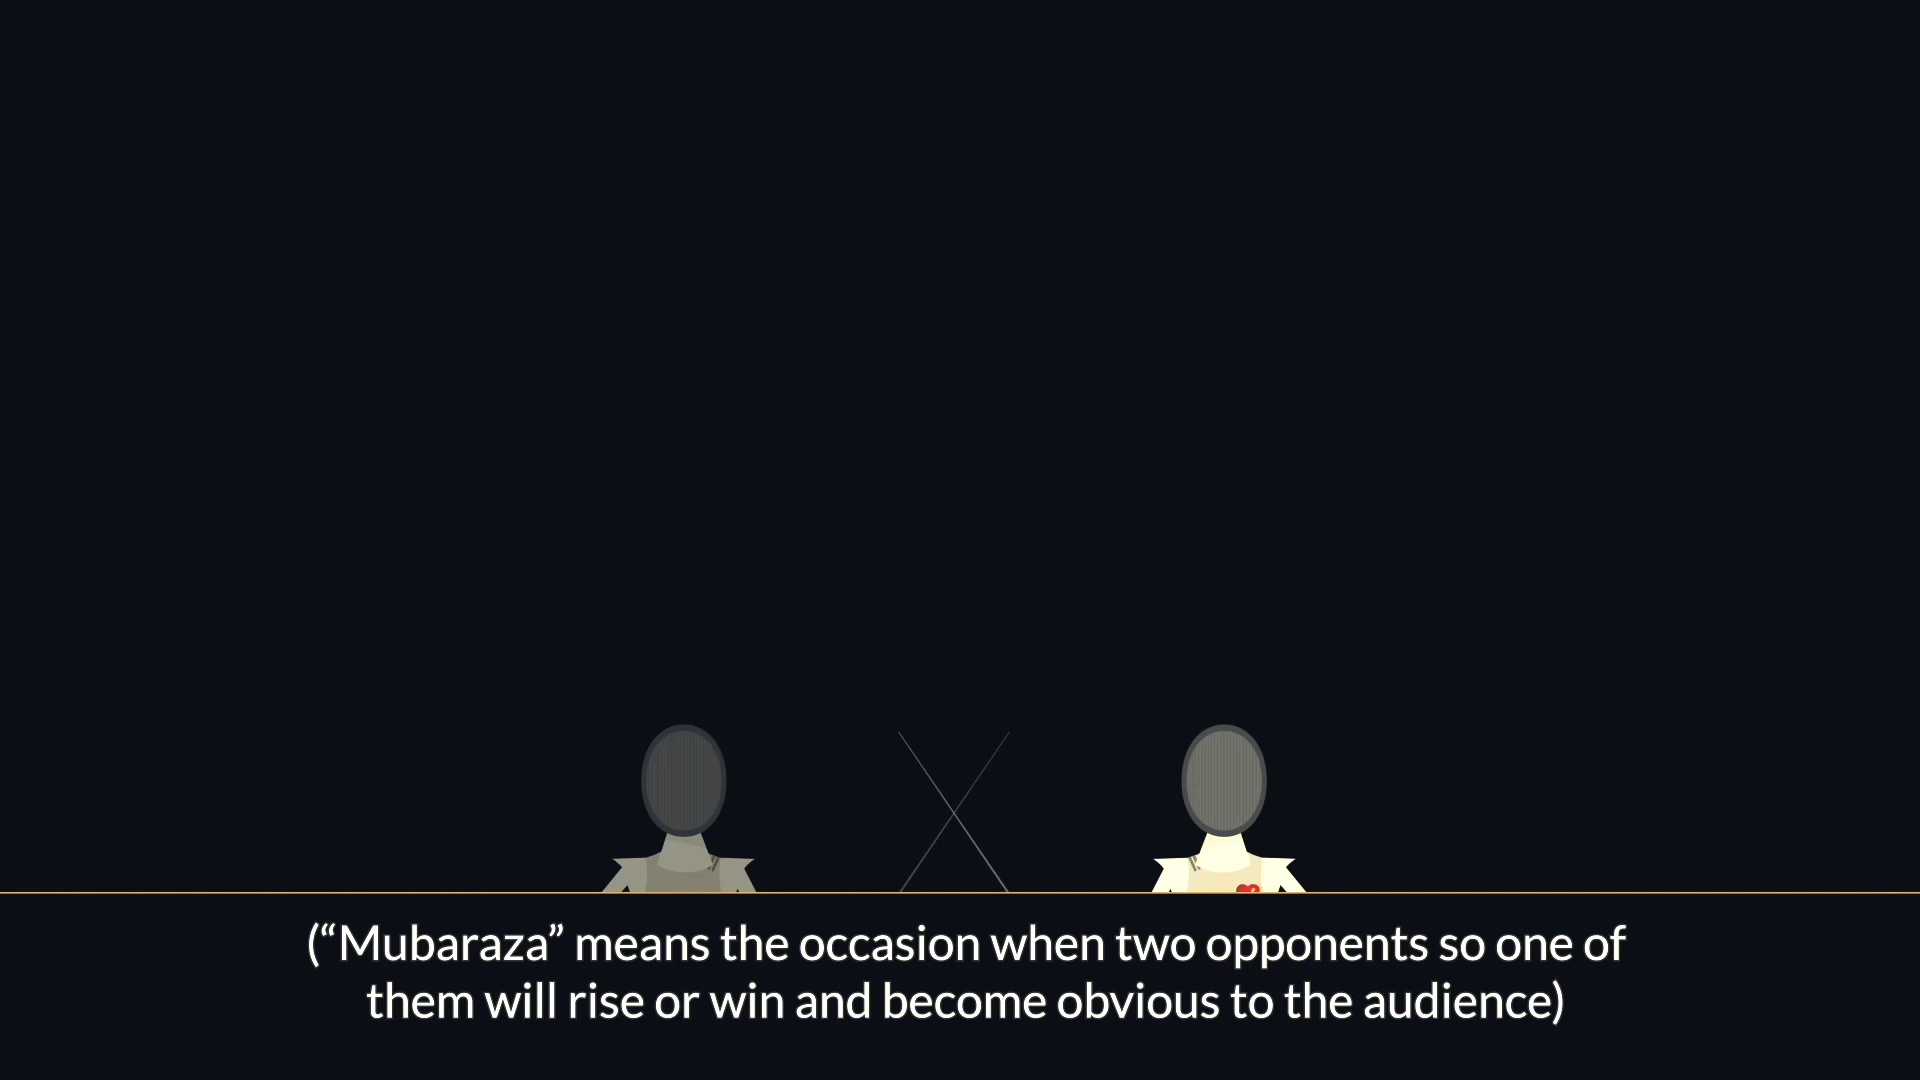 (“Mubaraza” means the occasion when two opponents so one of
them will rise or win and become obvious to the audience)